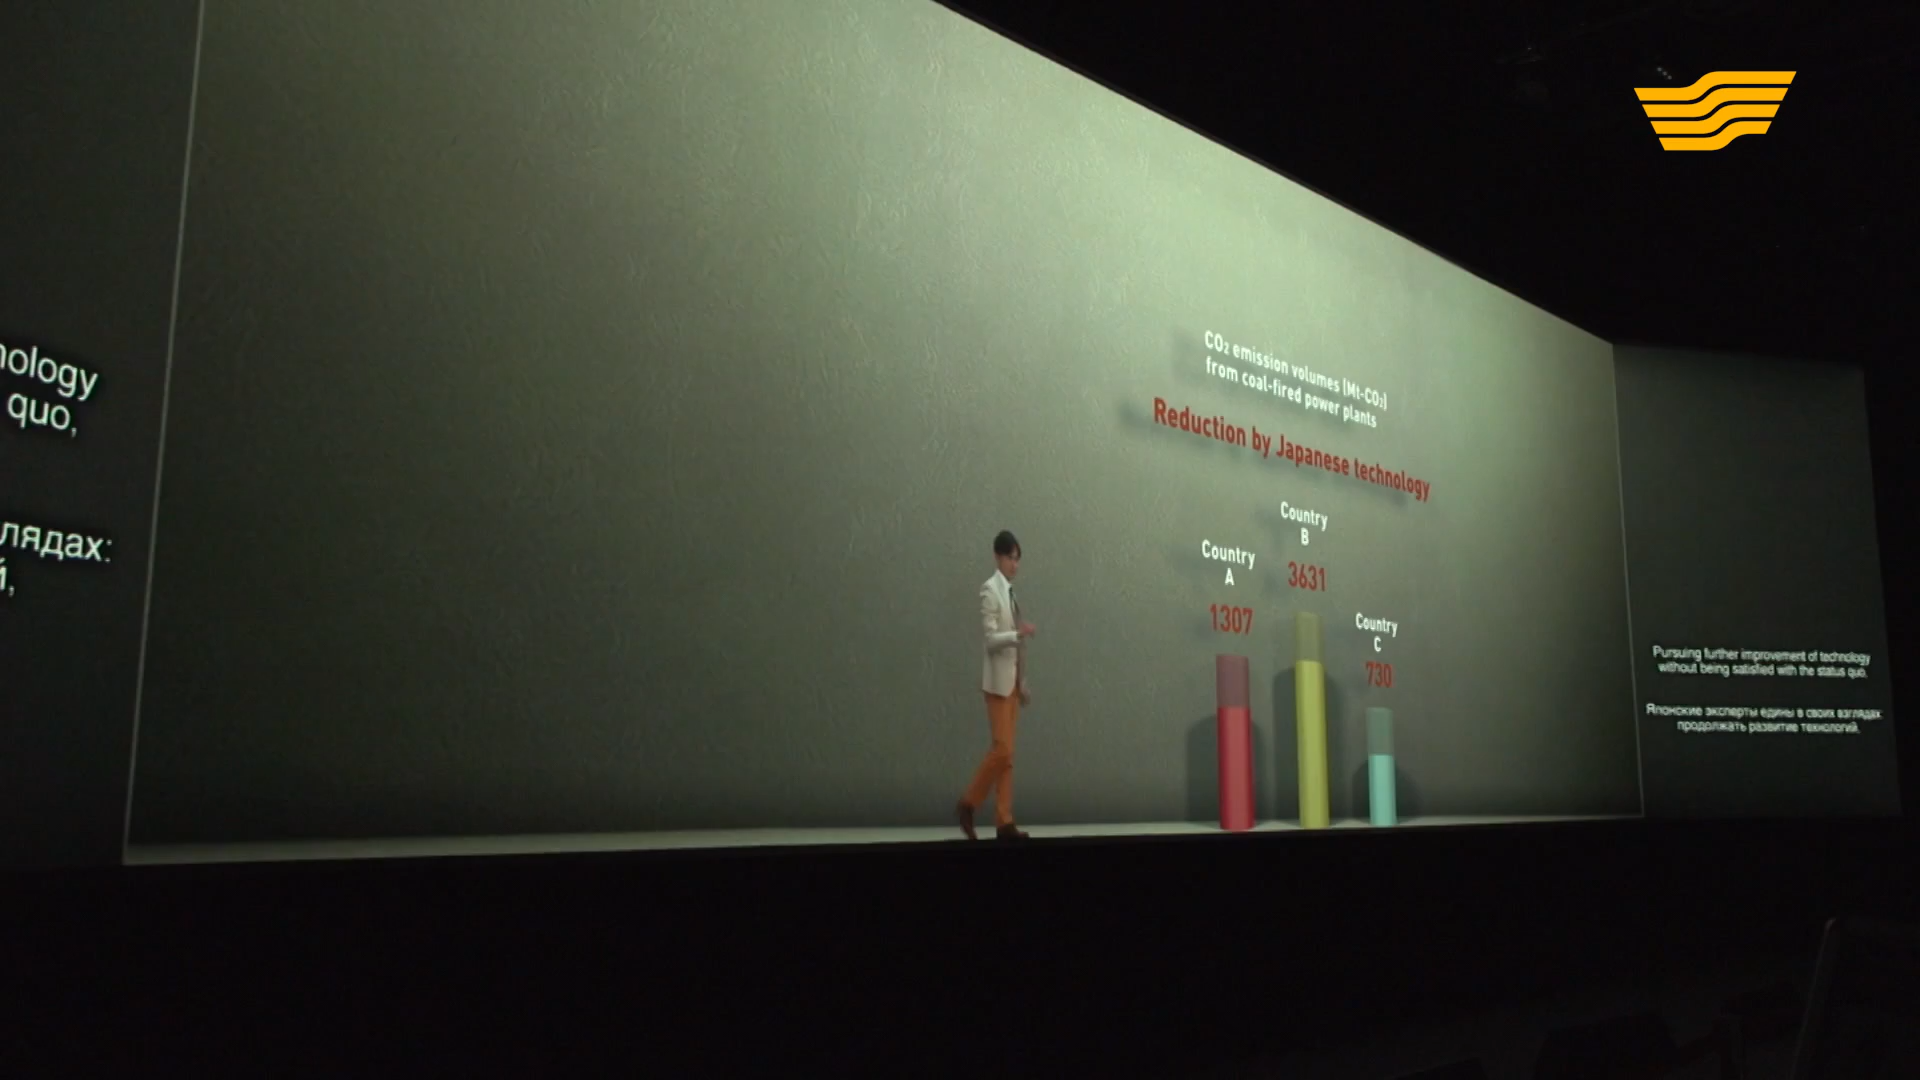 nology
quo,
лядах:
й,
CO₂ emission volumes (Mt-CO₂)
from coal-fired power plants
Reduction by Japanese technology
Country
A
1307
Country
B
3631
Country
C
730
Pursuing further improvement of technology
without being satisfied with the status quo,
Японские эксперты едины в своих взглядах:
продолжать развитие технологий,